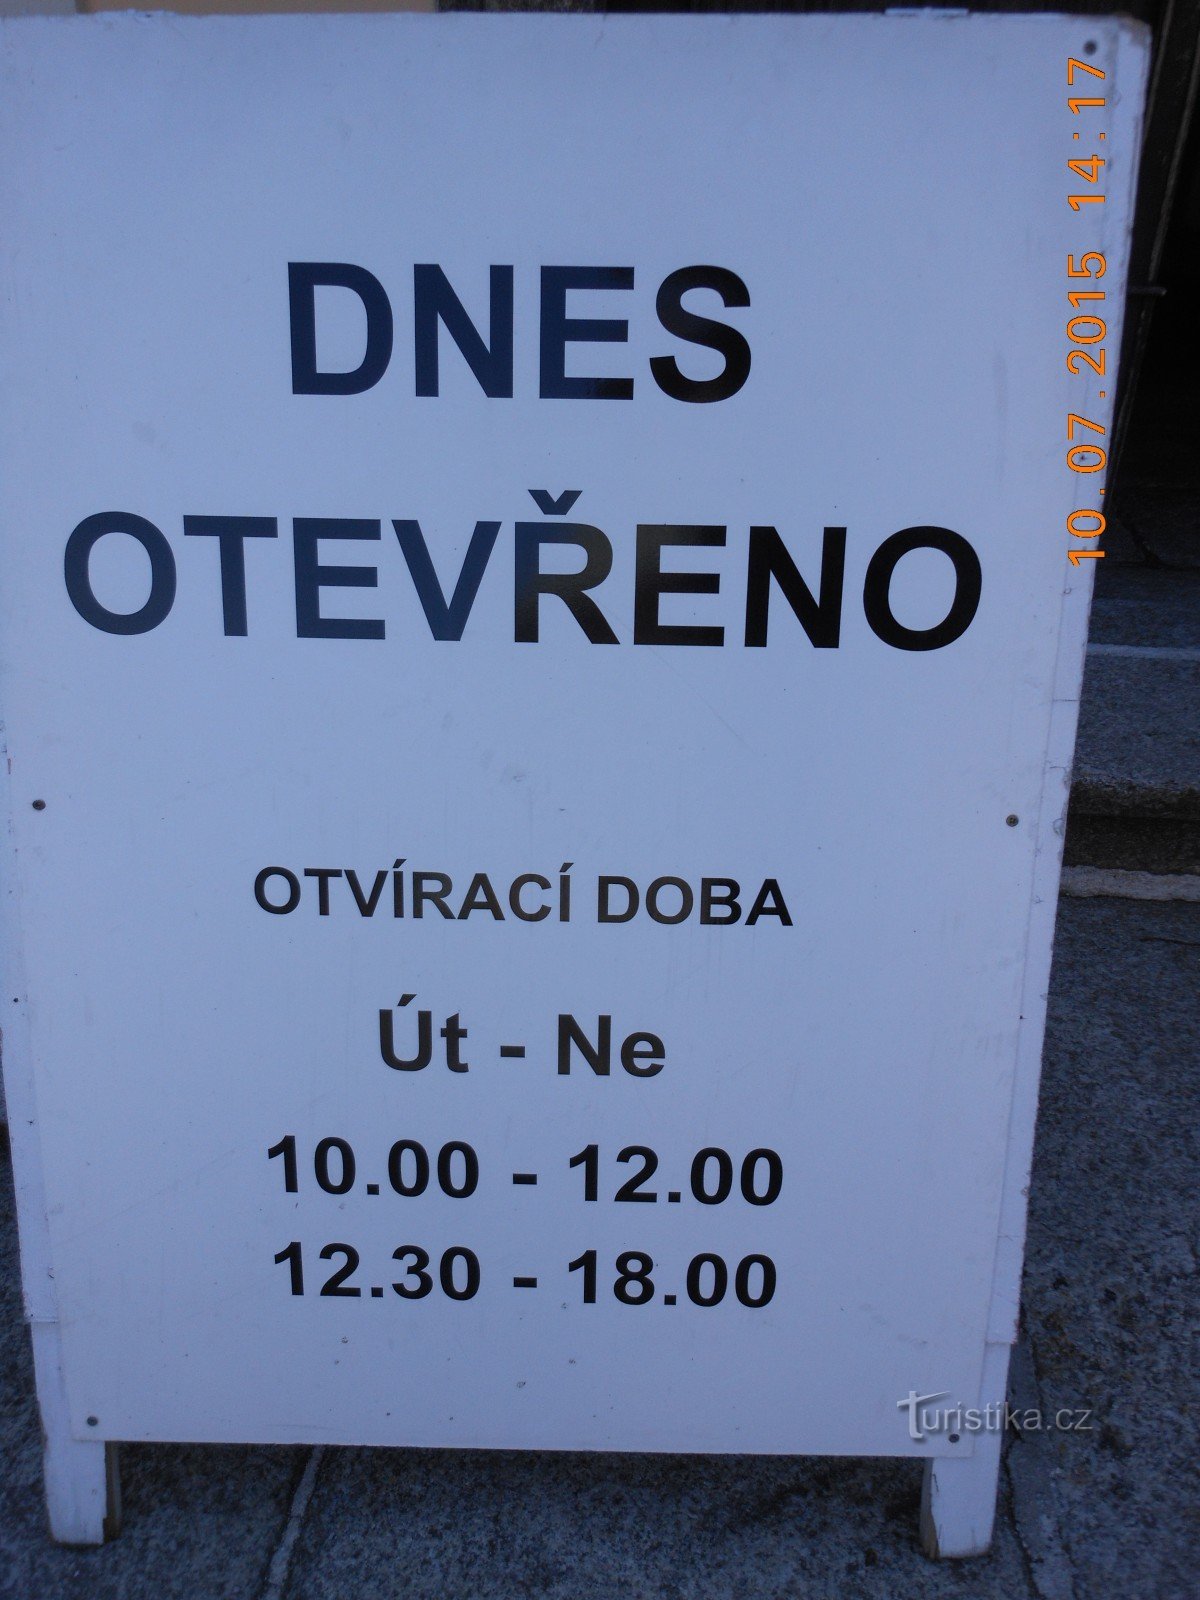 DNES
OTEVŘENO
OTVÍRACÍ DOBA
Út - Ne
10.00 - 12.00
12.30 - 18.00
10.07.2015 14:17
Turistika.cz